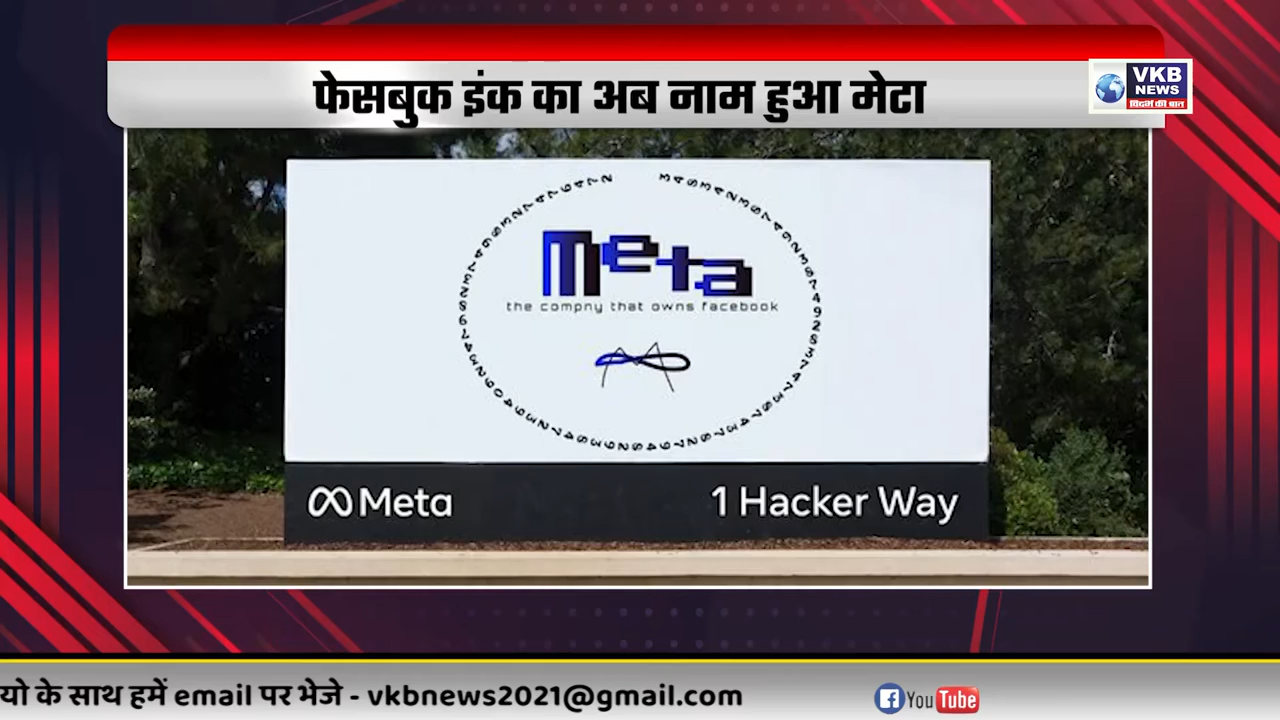 फेसबुक इंक का अब नाम हुआ मेटा
VKB
NEWS
विदर्भ की बात
meta
the compny that owns facebook
∞ Meta
1 Hacker Way
यो के साथ हमें email पर भेजे - vkbnews2021@gmail.com
YouTube